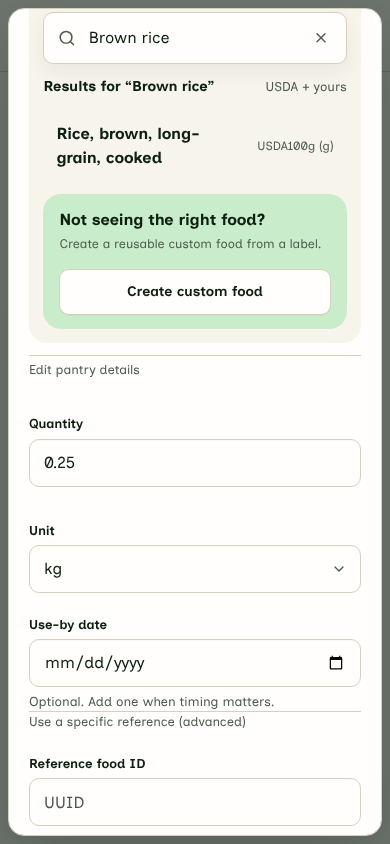 Brown rice
Results for “Brown rice”
USDA + yours
Rice, brown, long-
grain, cooked
USDA100g (g)
Not seeing the right food?
Create a reusable custom food from a label.
Create custom food
Edit pantry details
Quantity
0.25
Unit
kg
Use-by date
mm/dd/yyyy
Optional. Add one when timing matters.
Use a specific reference (advanced)
Reference food ID
UUID